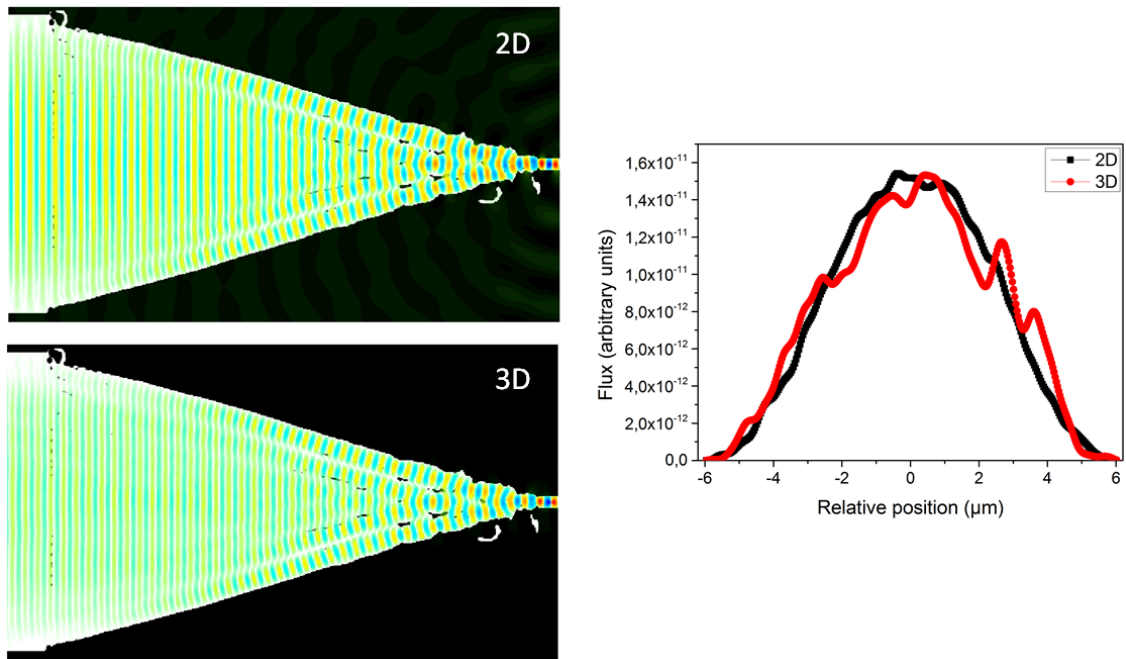 2D
3D
2D
3D
1,6x10⁻¹¹
1,4x10⁻¹¹
1,2x10⁻¹¹
1,0x10⁻¹¹
8,0x10⁻¹²
6,0x10⁻¹²
4,0x10⁻¹²
2,0x10⁻¹²
0,0
-6 -4 -2 0 2 4 6
Flux (arbitrary units)
Relative position (µm)